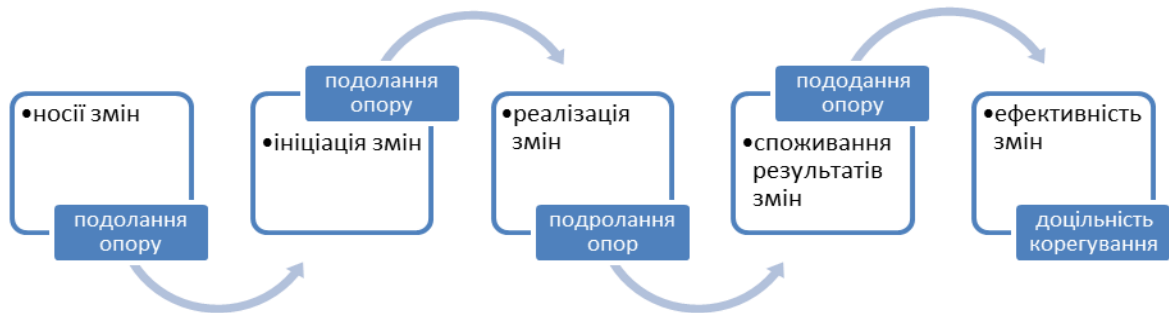 •носії змін
подолання
опору
подолання
опору
•ініціація змін
•реалізація
змін
подролання
опор
пододання
опору
•споживання
результатів
змін
•ефективність
змін
доцільність
корегування